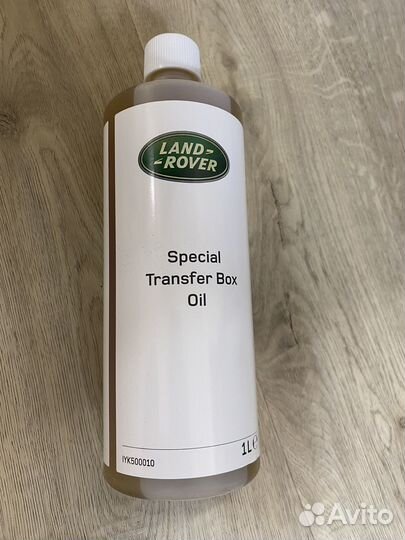 LAND-
-ROVER
Special
Transfer Box
Oil
1L
IYK500010
Avito